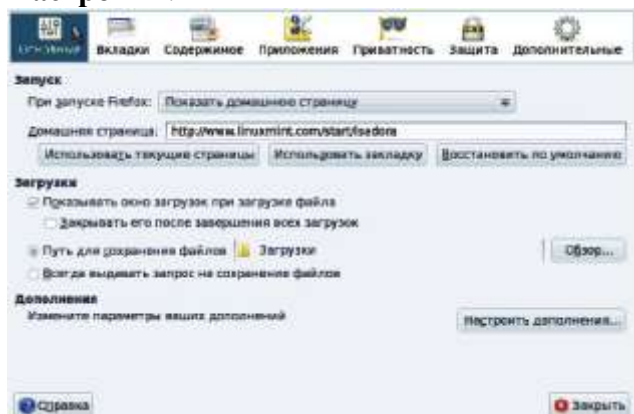 Основные Вкладки Содержимое Приложения Приватность Защита Дополнительные
Запуск
При запуске Firefox: Показать домашнюю страницу
Домашняя страница: http://www.linuxmint.com/start/isadora
Использовать текущие страницы Использовать закладку Восстановить по умолчанию
Загрузки
Показывать окно загрузок при загрузке файла
Закрывать его после завершения всех загрузок
Путь для сохранения файлов Загрузки Обзор...
Всегда выдавать запрос на сохранение файлов
Дополнения
Измените параметры ваших дополнений Настроить дополнения...
Справка Закрыть